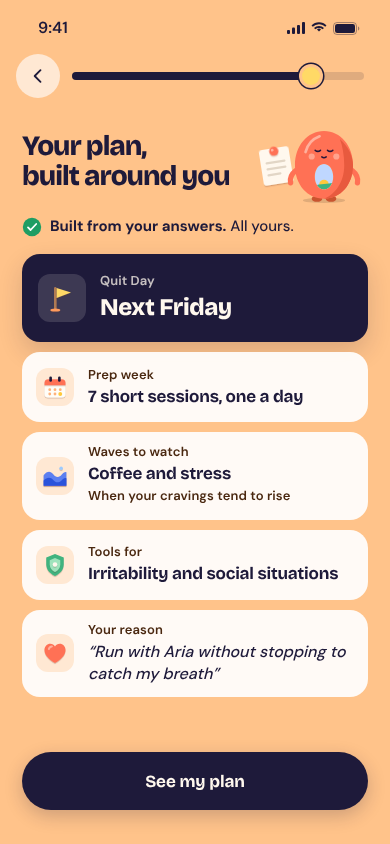 9:41
Your plan,
built around you
Built from your answers. All yours.
Quit Day
Next Friday
Prep week
7 short sessions, one a day
Waves to watch
Coffee and stress
When your cravings tend to rise
Tools for
Irritability and social situations
Your reason
“Run with Aria without stopping to
catch my breath”
See my plan